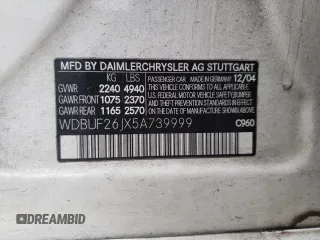 MFD BY DAIMLERCHRYSLER AG STUTTGART
KG LBS MADE IN GERMANY 12/04
GVWR 2240 4940
GAWR FRONT 1075 2370
GAWR REAR 1165 2570
THIS VEHICLE CONFORMS TO ALL APPLICABLE U.S. FEDERAL MOTOR VEHICLE SAFETY BUMPER, AND THEFT PREVENTION STANDARDS IN EFFECT ON THE DATE OF MANUFACTURE SHOWN ABOVE
WDBUF26JX5A739999
C960
DREAMBID
DREAMBID.COM